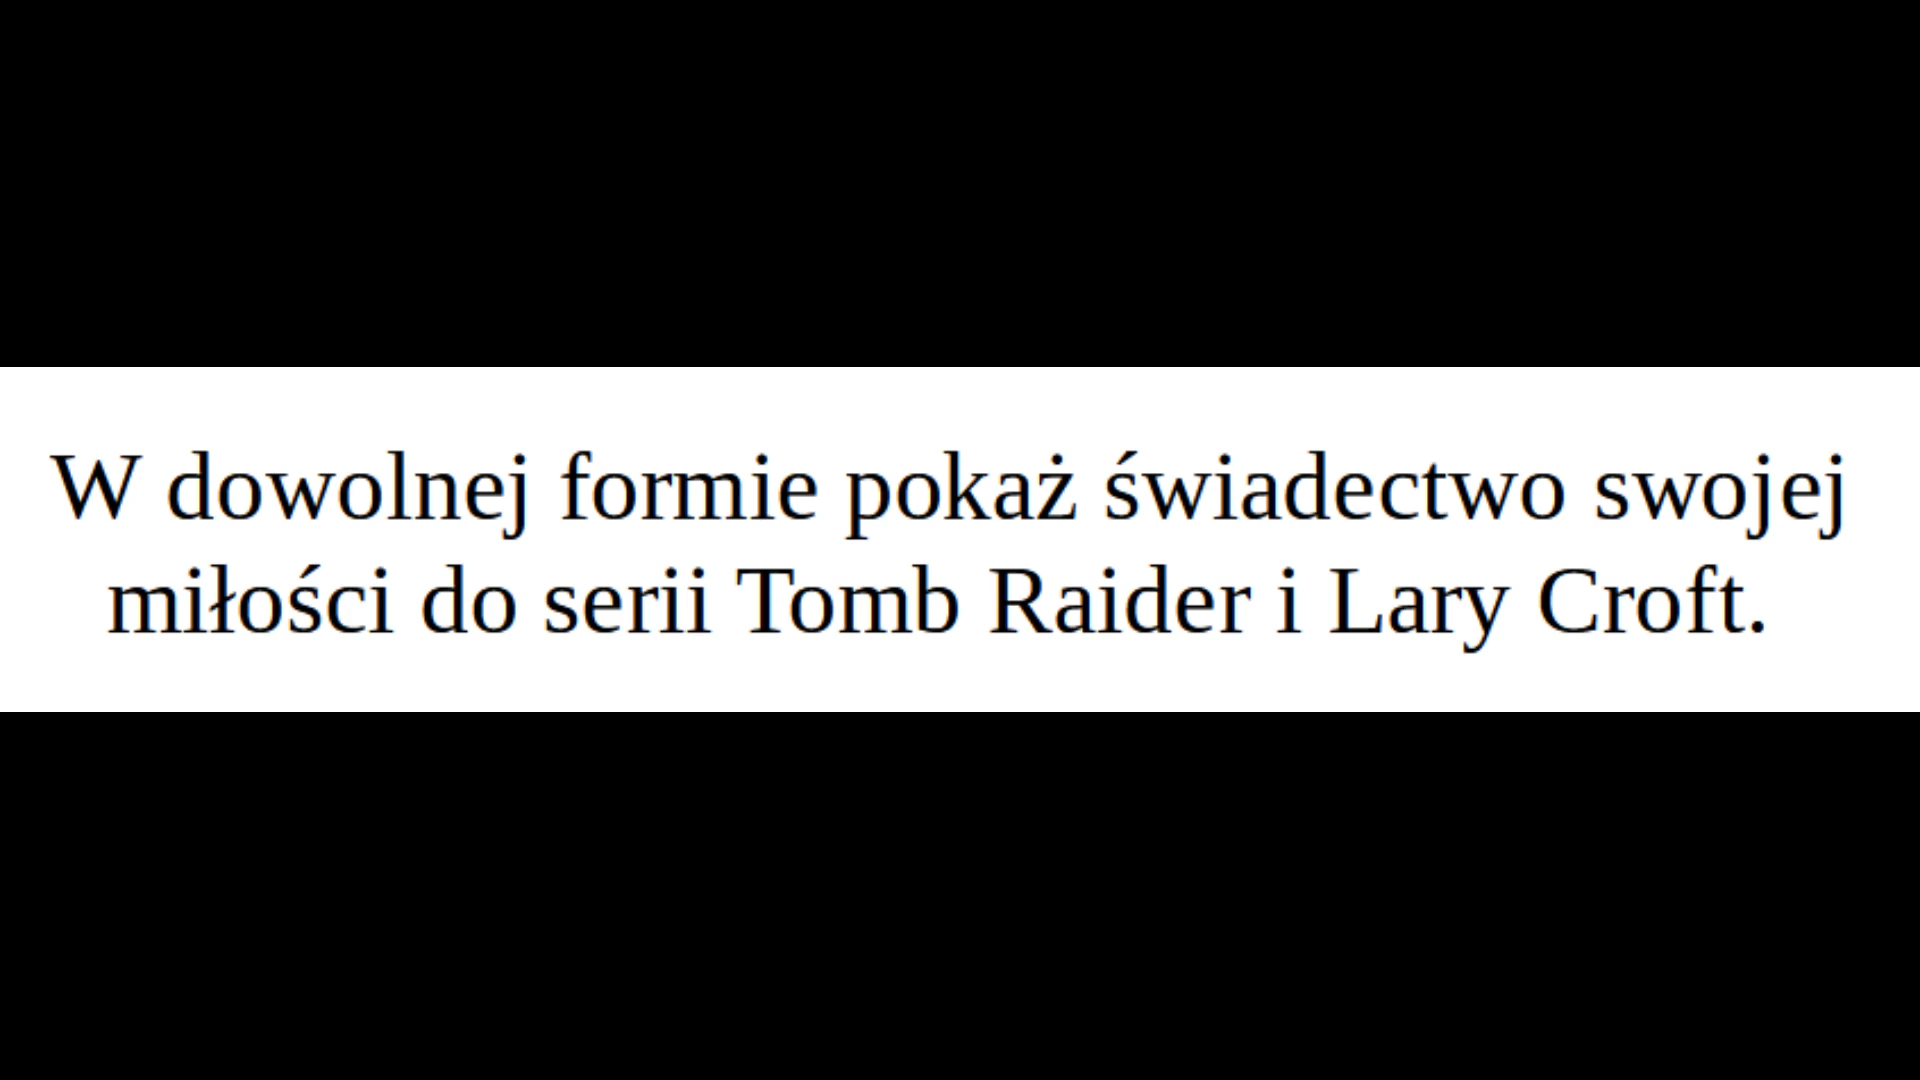 W dowolnej formie pokaż świadectwo swojej
miłości do serii Tomb Raider i Lary Croft.